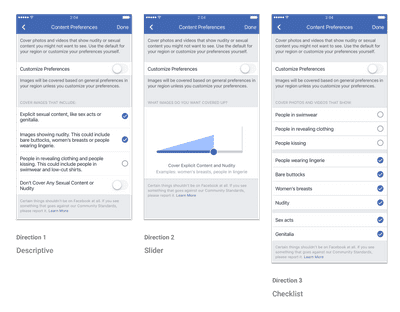 2:04
Content Preferences
Done
Cover photos and videos that show nudity or sexual
content you might not want to see. Use the default for
your region or customize your preferences yourself.
Customize Preferences
Images will be covered based on general preferences in
your region unless you customize your preferences.
COVER IMAGES THAT INCLUDE
Explicit sexual content, like sex acts or
genitalia.
Images showing nudity. This could include
bare buttocks, women's breasts or people
wearing lingerie.
People in revealing clothing and people
kissing. This could include people in
swimwear and low-cut shirts.
Don't Cover Any Sexual Content or
Nudity
Certain things shouldn't be on Facebook at all. If you see
something that goes against our Community Standards,
please report it. Learn More
Direction 1
Descriptive
2:04
Content Preferences
Done
Cover photos and videos that show nudity or sexual
content you might not want to see. Use the default for
your region or customize your preferences yourself.
Customize Preferences
Images will be covered based on general preferences in
your region unless you customize your preferences.
WHAT IMAGES DO YOU WANT COVERED UP?
Cover Explicit Content and Nudity
Examples: women's breasts, people in lingerie
Certain things shouldn't be on Facebook at all. If you see
something that goes against our Community Standards,
please report it. Learn More
Direction 2
Slider
2:04
Content Preferences
Done
Cover photos and videos that show nudity or sexual
content you might not want to see. Use the default for
your region or customize your preferences yourself.
Customize Preferences
Images will be covered based on general preferences in
your region unless you customize your preferences.
COVER PHOTOS AND VIDEOS THAT SHOW:
People in swimwear
People in revealing clothing
People kissing
People wearing lingerie
Bare buttocks
Women's breasts
Nudity
Sex acts
Genitalia
Certain things shouldn't be on Facebook at all. If you see
something that goes against our Community Standards,
please report it. Learn More
Direction 3
Checklist